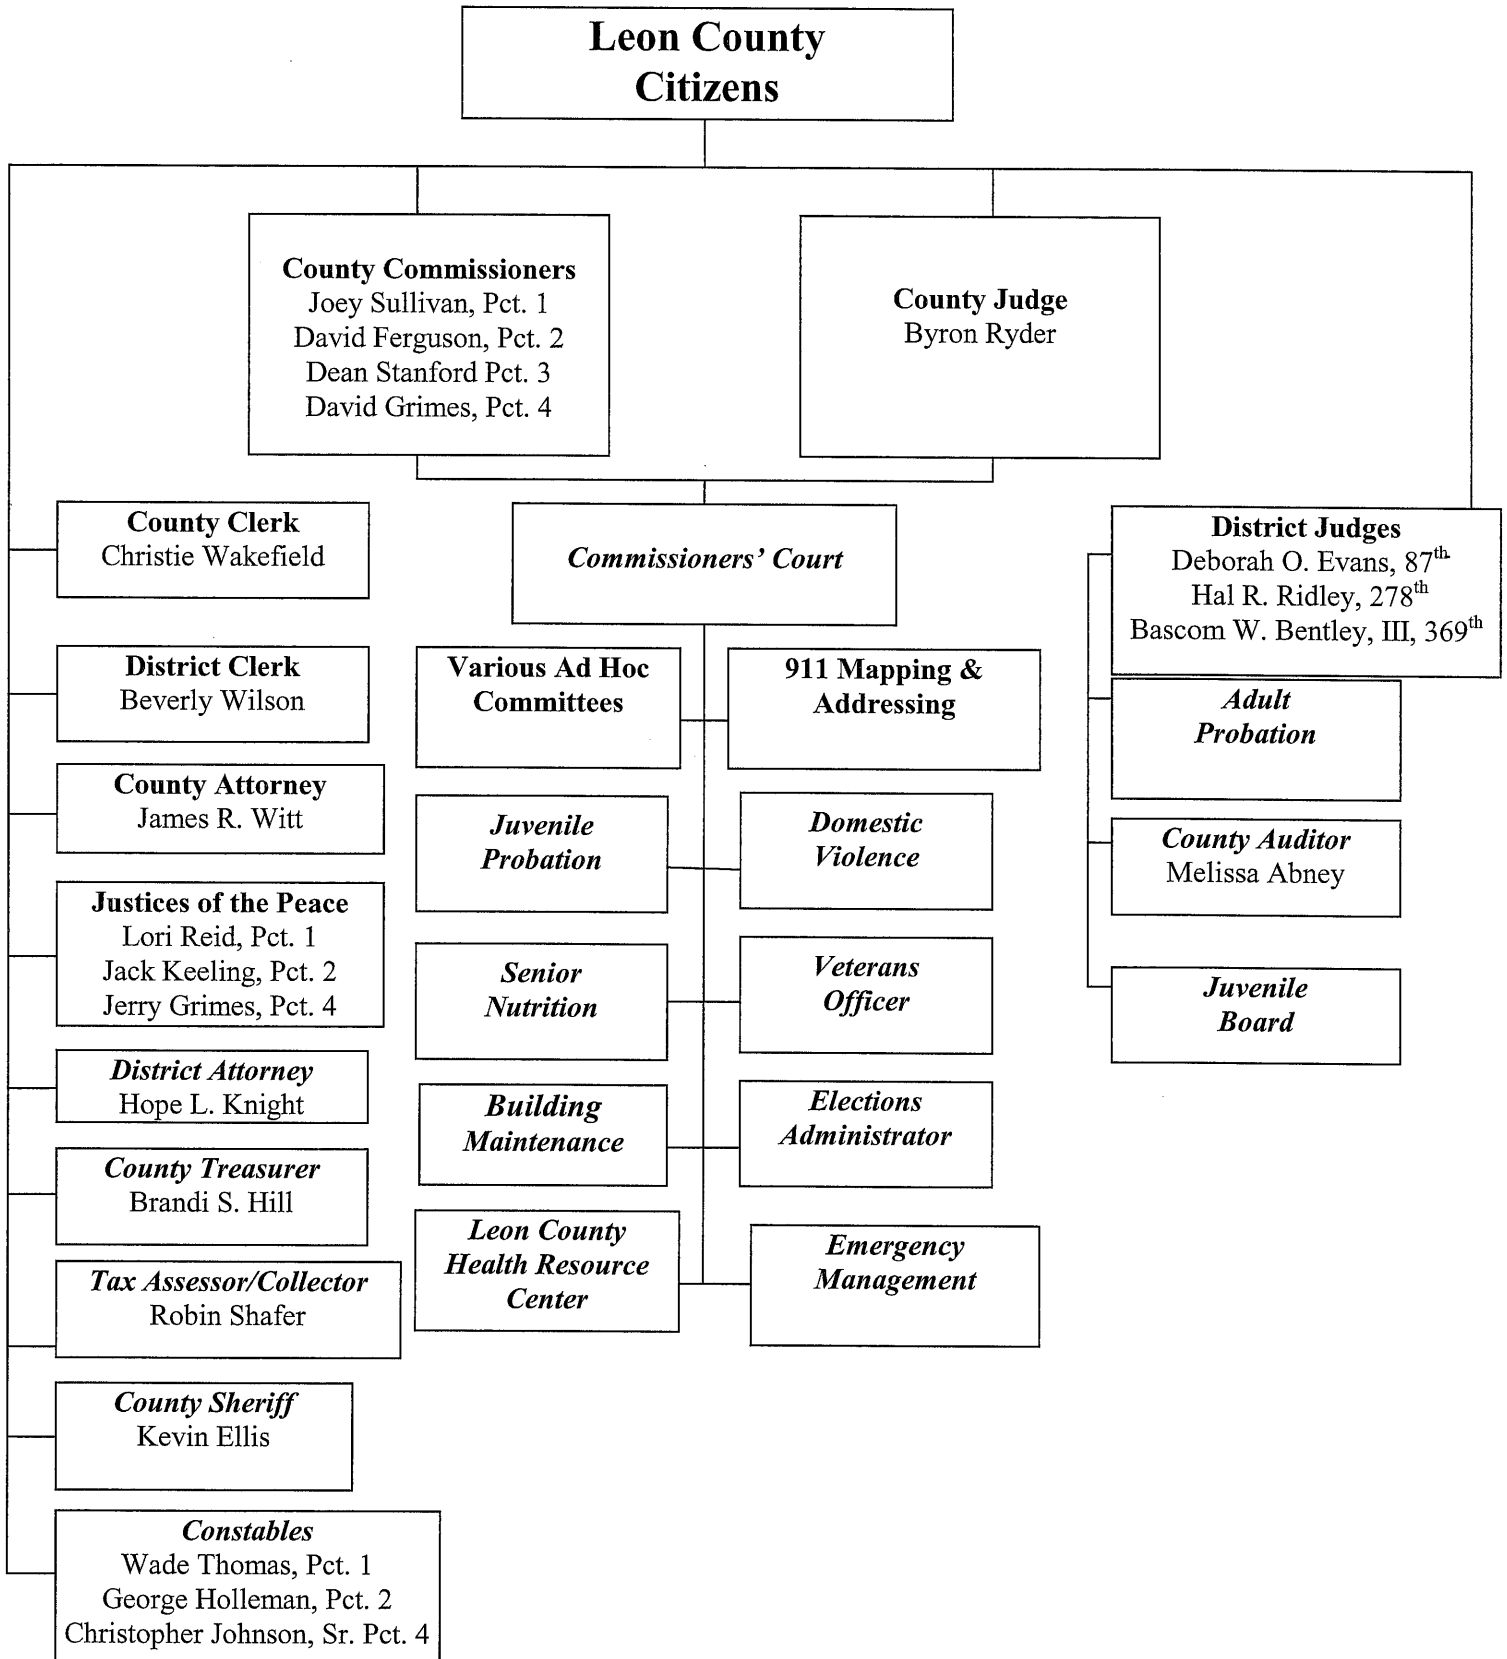 Leon County
Citizens
County Commissioners
Joey Sullivan, Pct. 1
David Ferguson, Pct. 2
Dean Stanford Pct. 3
David Grimes, Pct. 4
County Judge
Byron Ryder
County Clerk
Christie Wakefield
District Clerk
Beverly Wilson
County Attorney
James R. Witt
Justices of the Peace
Lori Reid, Pct. 1
Jack Keeling, Pct. 2
Jerry Grimes, Pct. 4
District Attorney
Hope L. Knight
County Treasurer
Brandi S. Hill
Tax Assessor/Collector
Robin Shafer
County Sheriff
Kevin Ellis
Constables
Wade Thomas, Pct. 1
George Holleman, Pct. 2
Christopher Johnson, Sr. Pct. 4
Commissioners’ Court
Various Ad Hoc
Committees
911 Mapping &
Addressing
Juvenile
Probation
Domestic
Violence
Senior
Nutrition
Veterans
Officer
Building
Maintenance
Elections
Administrator
Leon County
Health Resource
Center
Emergency
Management
District Judges
Deborah O. Evans, 87th
Hal R. Ridley, 278th
Bascom W. Bentley, III, 369th
Adult
Probation
County Auditor
Melissa Abney
Juvenile
Board